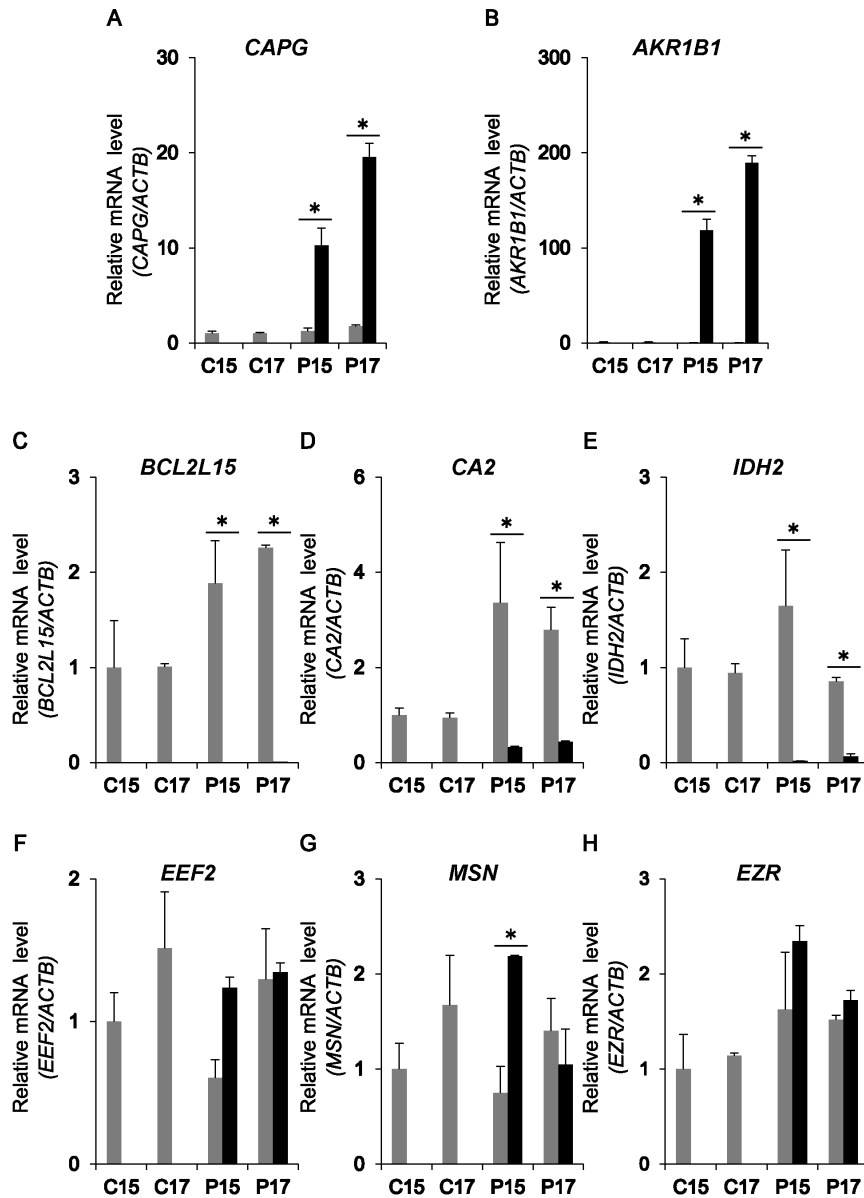 A
CAPG
Relative mRNA level
(CAPG/ACTB)
30
20
10
0
*
*
C15 C17 P15 P17
B
AKR1B1
Relative mRNA level
(AKR1B1/ACTB)
300
200
100
0
*
*
C15 C17 P15 P17
C
BCL2L15
Relative mRNA level
(BCL2L15/ACTB)
3
2
1
0
* *
C15 C17 P15 P17
D
CA2
Relative mRNA level
(CA2/ACTB)
6
4
2
0
*
*
C15 C17 P15 P17
E
IDH2
Relative mRNA level
(IDH2/ACTB)
3
2
1
0
*
*
C15 C17 P15 P17
F
EEF2
Relative mRNA level
(EEF2/ACTB)
2
1
0
C15 C17 P15 P17
G
MSN
Relative mRNA level
(MSN/ACTB)
3
2
1
0
*
C15 C17 P15 P17
H
EZR
Relative mRNA level
(EZR/ACTB)
3
2
1
0
C15 C17 P15 P17